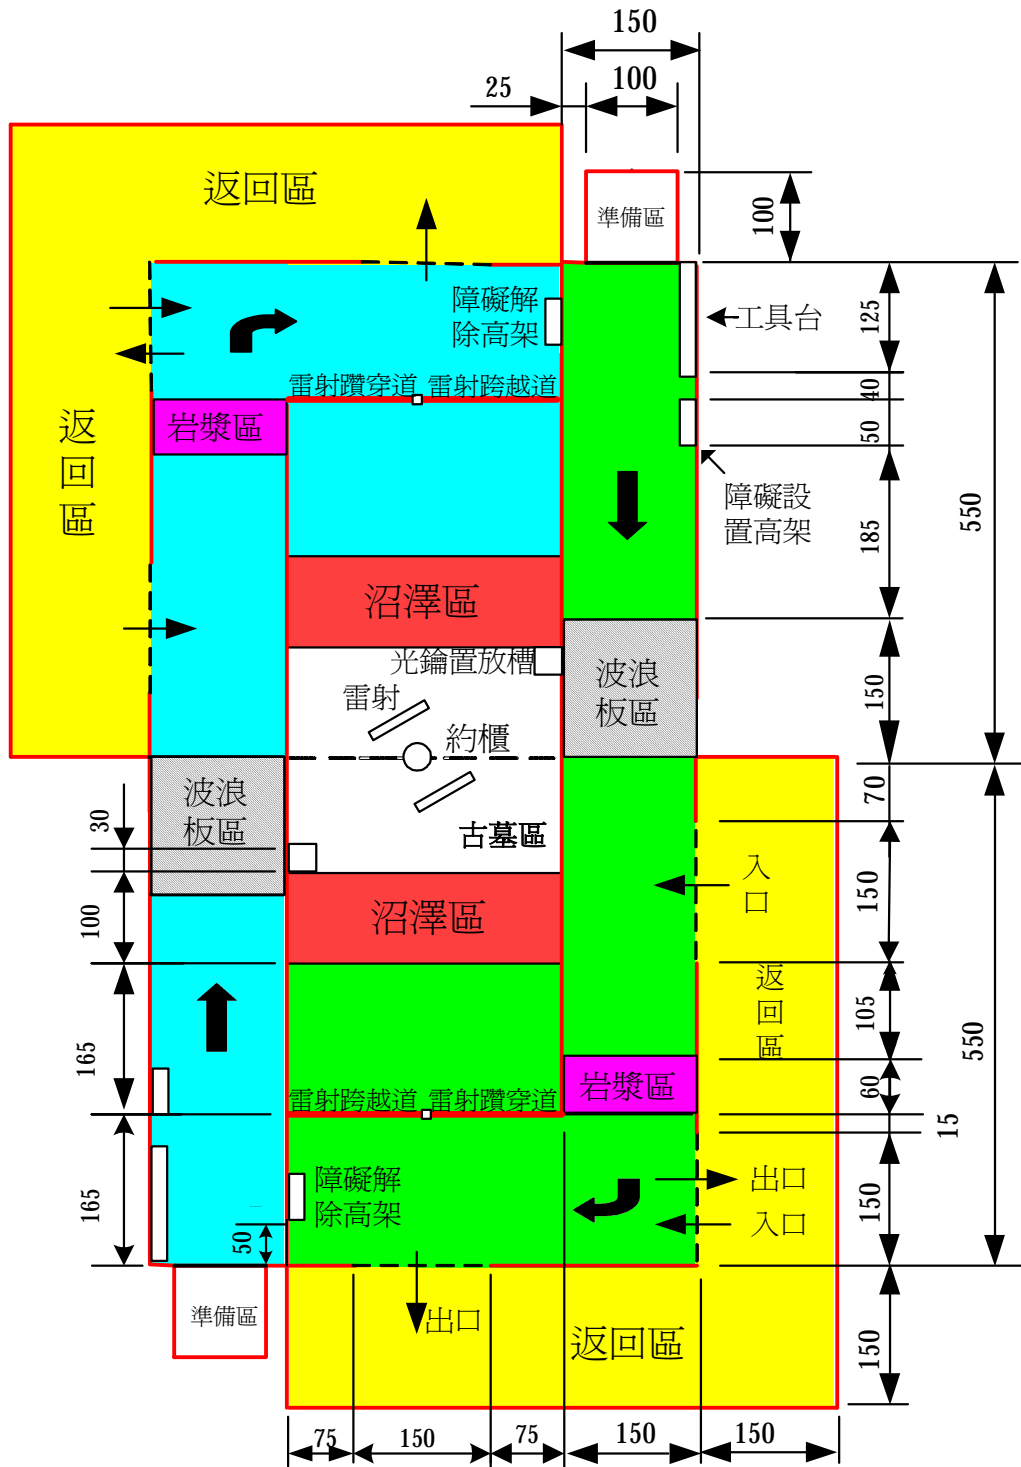 150
100
25
返回區
準備區
100
障礙解
除高架
工具台
125
雷射躦穿道
雷射跨越道
40
岩漿區
50
返
回
區
障礙設
置高架
185
550
沼澤區
光鑰置放槽
雷射
約櫃
波浪
板區
150
波浪
板區
30
古墓區
70
入
口
150
沼澤區
100
返
回
區
105
550
165
岩漿區
60
雷射跨越道
雷射躦穿道
15
障礙解
除高架
出口
入口
150
165
50
準備區
出口
返回區
150
75
150
75
150
150